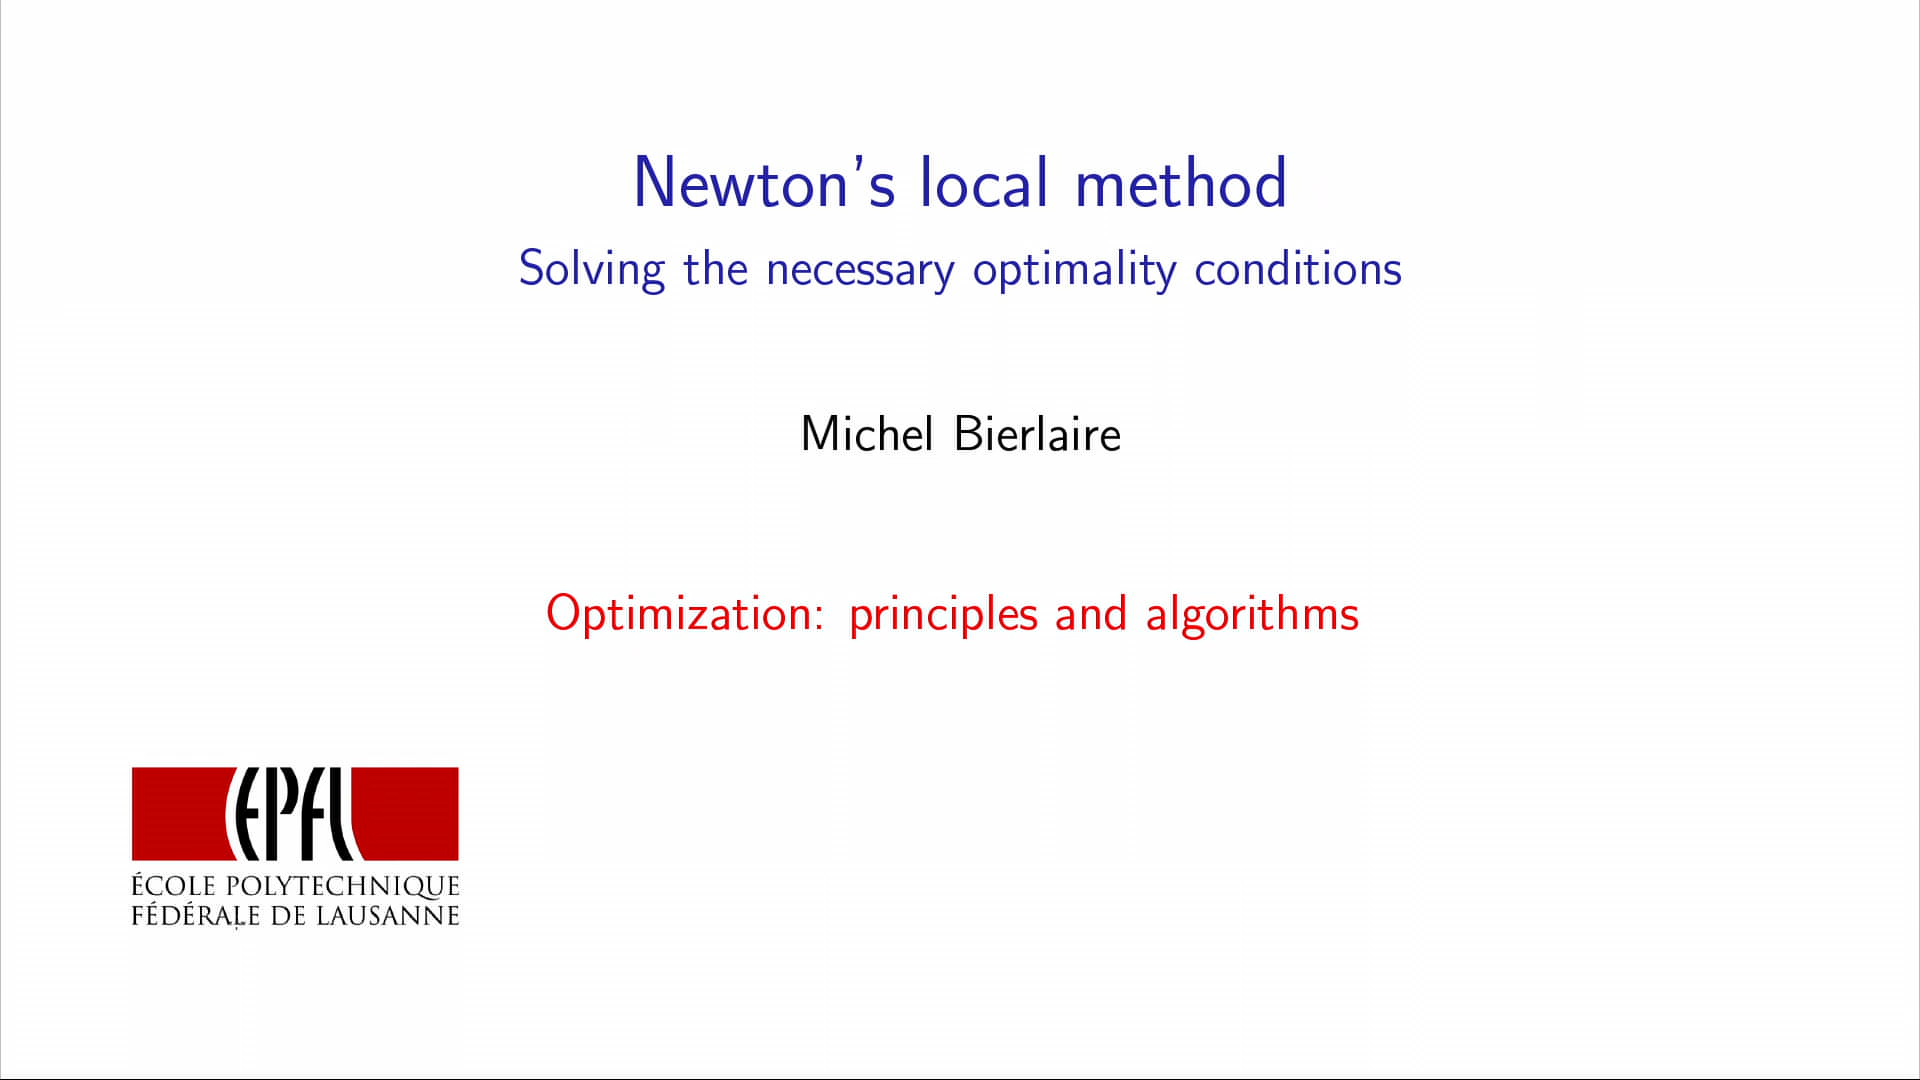 Newton's local method
Solving the necessary optimality conditions
Michel Bierlaire
Optimization: principles and algorithms
EPFL
ÉCOLE POLYTECHNIQUE
FÉDÉRALE DE LAUSANNE